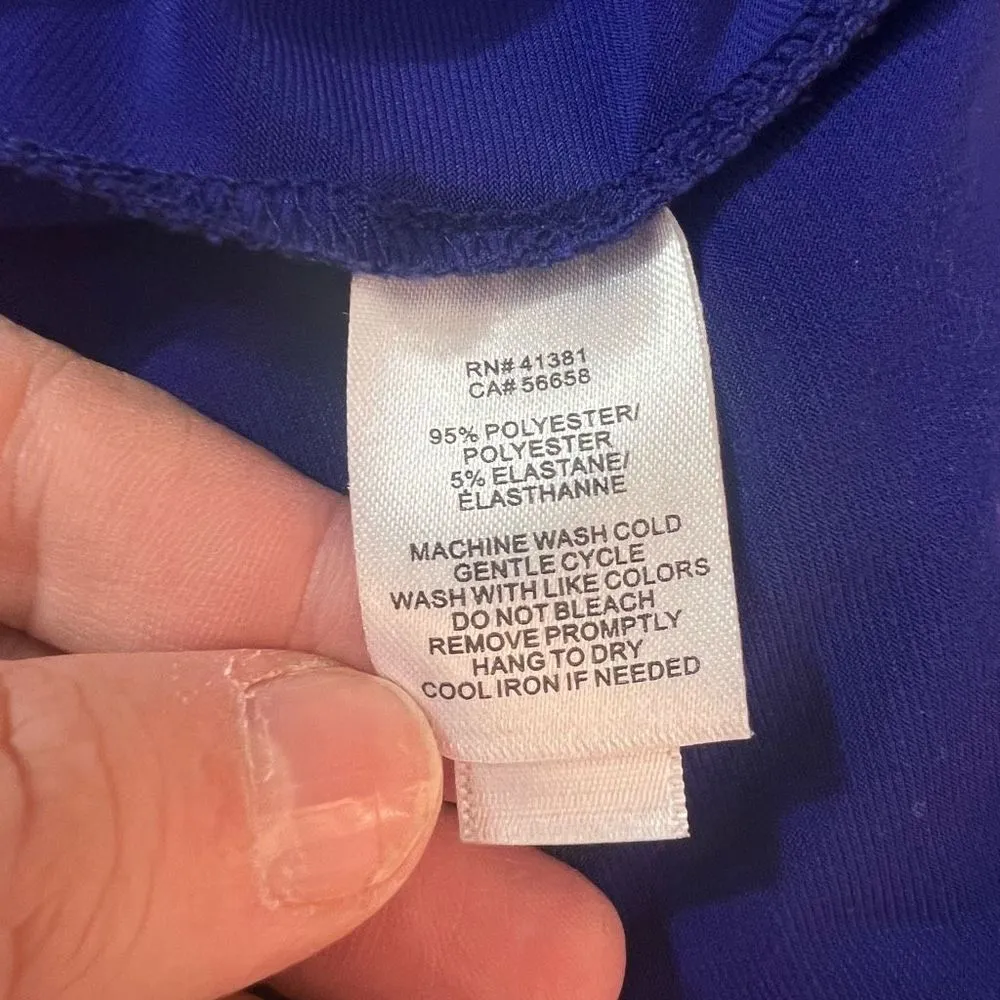 RN# 41381
CA# 56658
95% POLYESTER/
POLYESTER
5% ELASTANE/
ÉLASTHANNE
MACHINE WASH COLD
GENTLE CYCLE
WASH WITH LIKE COLORS
DO NOT BLEACH
REMOVE PROMPTLY
HANG TO DRY
COOL IRON IF NEEDED